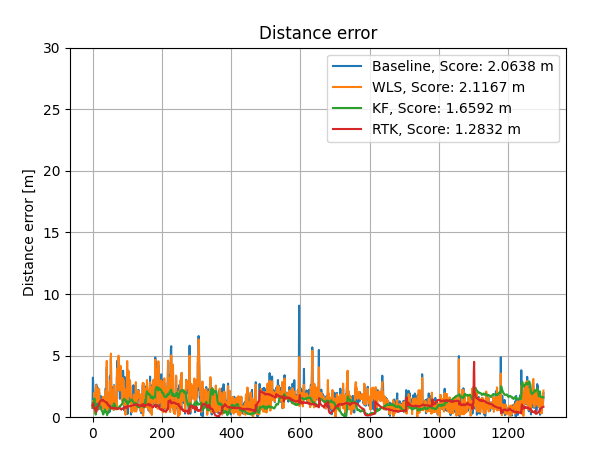 Distance error
Baseline, Score: 2.0638 m
WLS, Score: 2.1167 m
KF, Score: 1.6592 m
RTK, Score: 1.2832 m
Distance error [m]
30
25
20
15
10
5
0
0 200 400 600 800 1000 1200